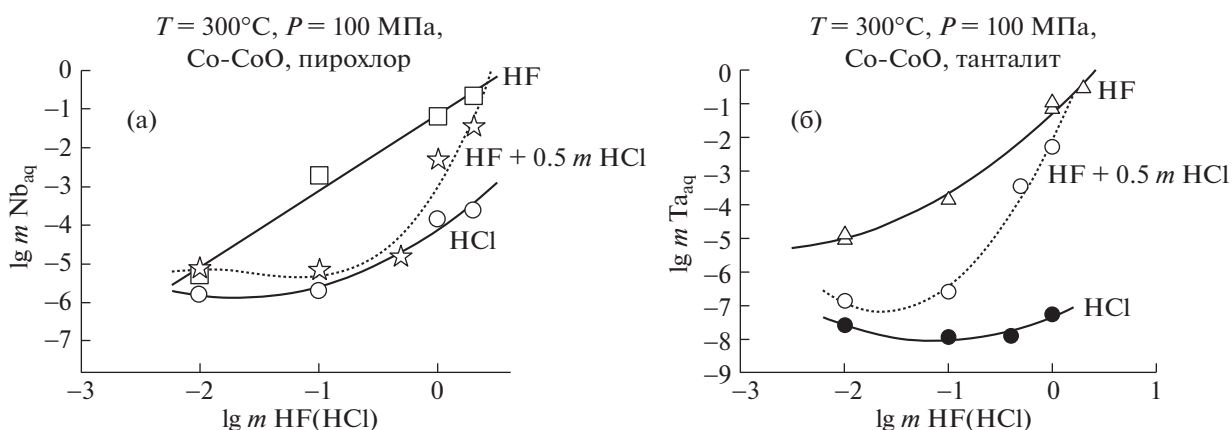 T = 300°C, P = 100 МПа,
Co-CoO, пирохлор
(а)
HF
HF + 0.5 m HCl
HCl
lg m Nbaq
0
–1
–2
–3
–4
–5
–6
–7
–3
–2
–1
0
lg m HF(HCl)
T = 300°C, P = 100 МПа,
Co-CoO, танталит
(б)
HF
HF + 0.5 m HCl
HCl
lg m Taaq
0
–1
–2
–3
–4
–5
–6
–7
–8
–9
–3
–2
–1
0
1
lg m HF(HCl)